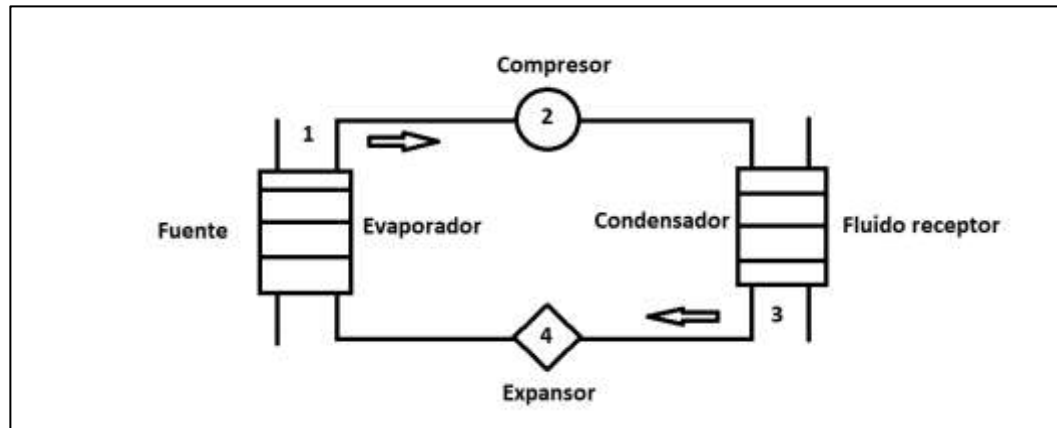 Compresor
1
2
Fuente
Evaporador
Condensador
Fluido receptor
3
4
Expansor